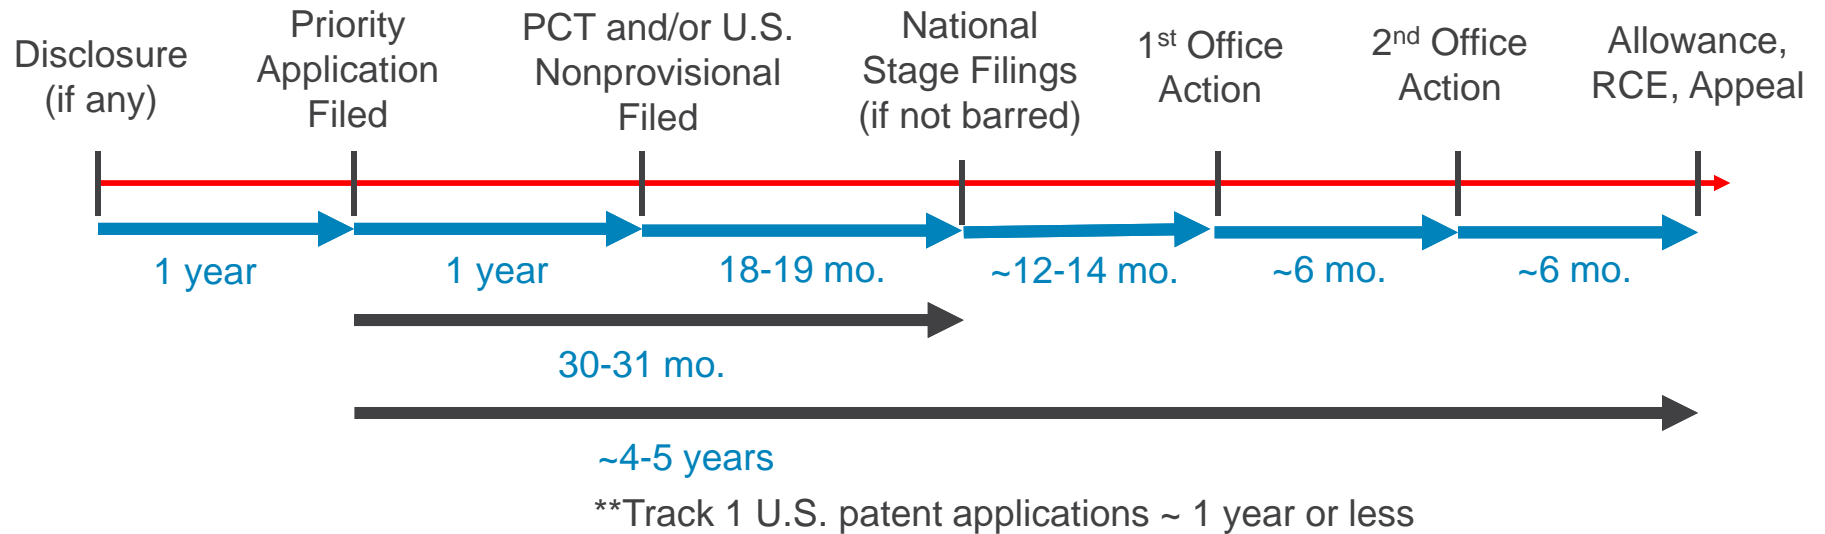 Disclosure
(if any)
Priority
Application
Filed
PCT and/or U.S.
Nonprovisional
Filed
National
Stage Filings
(if not barred)
1st Office
Action
2nd Office
Action
Allowance,
RCE, Appeal
1 year
1 year
18-19 mo.
~12-14 mo.
~6 mo.
~6 mo.
30-31 mo.
~4-5 years
**Track 1 U.S. patent applications ~ 1 year or less